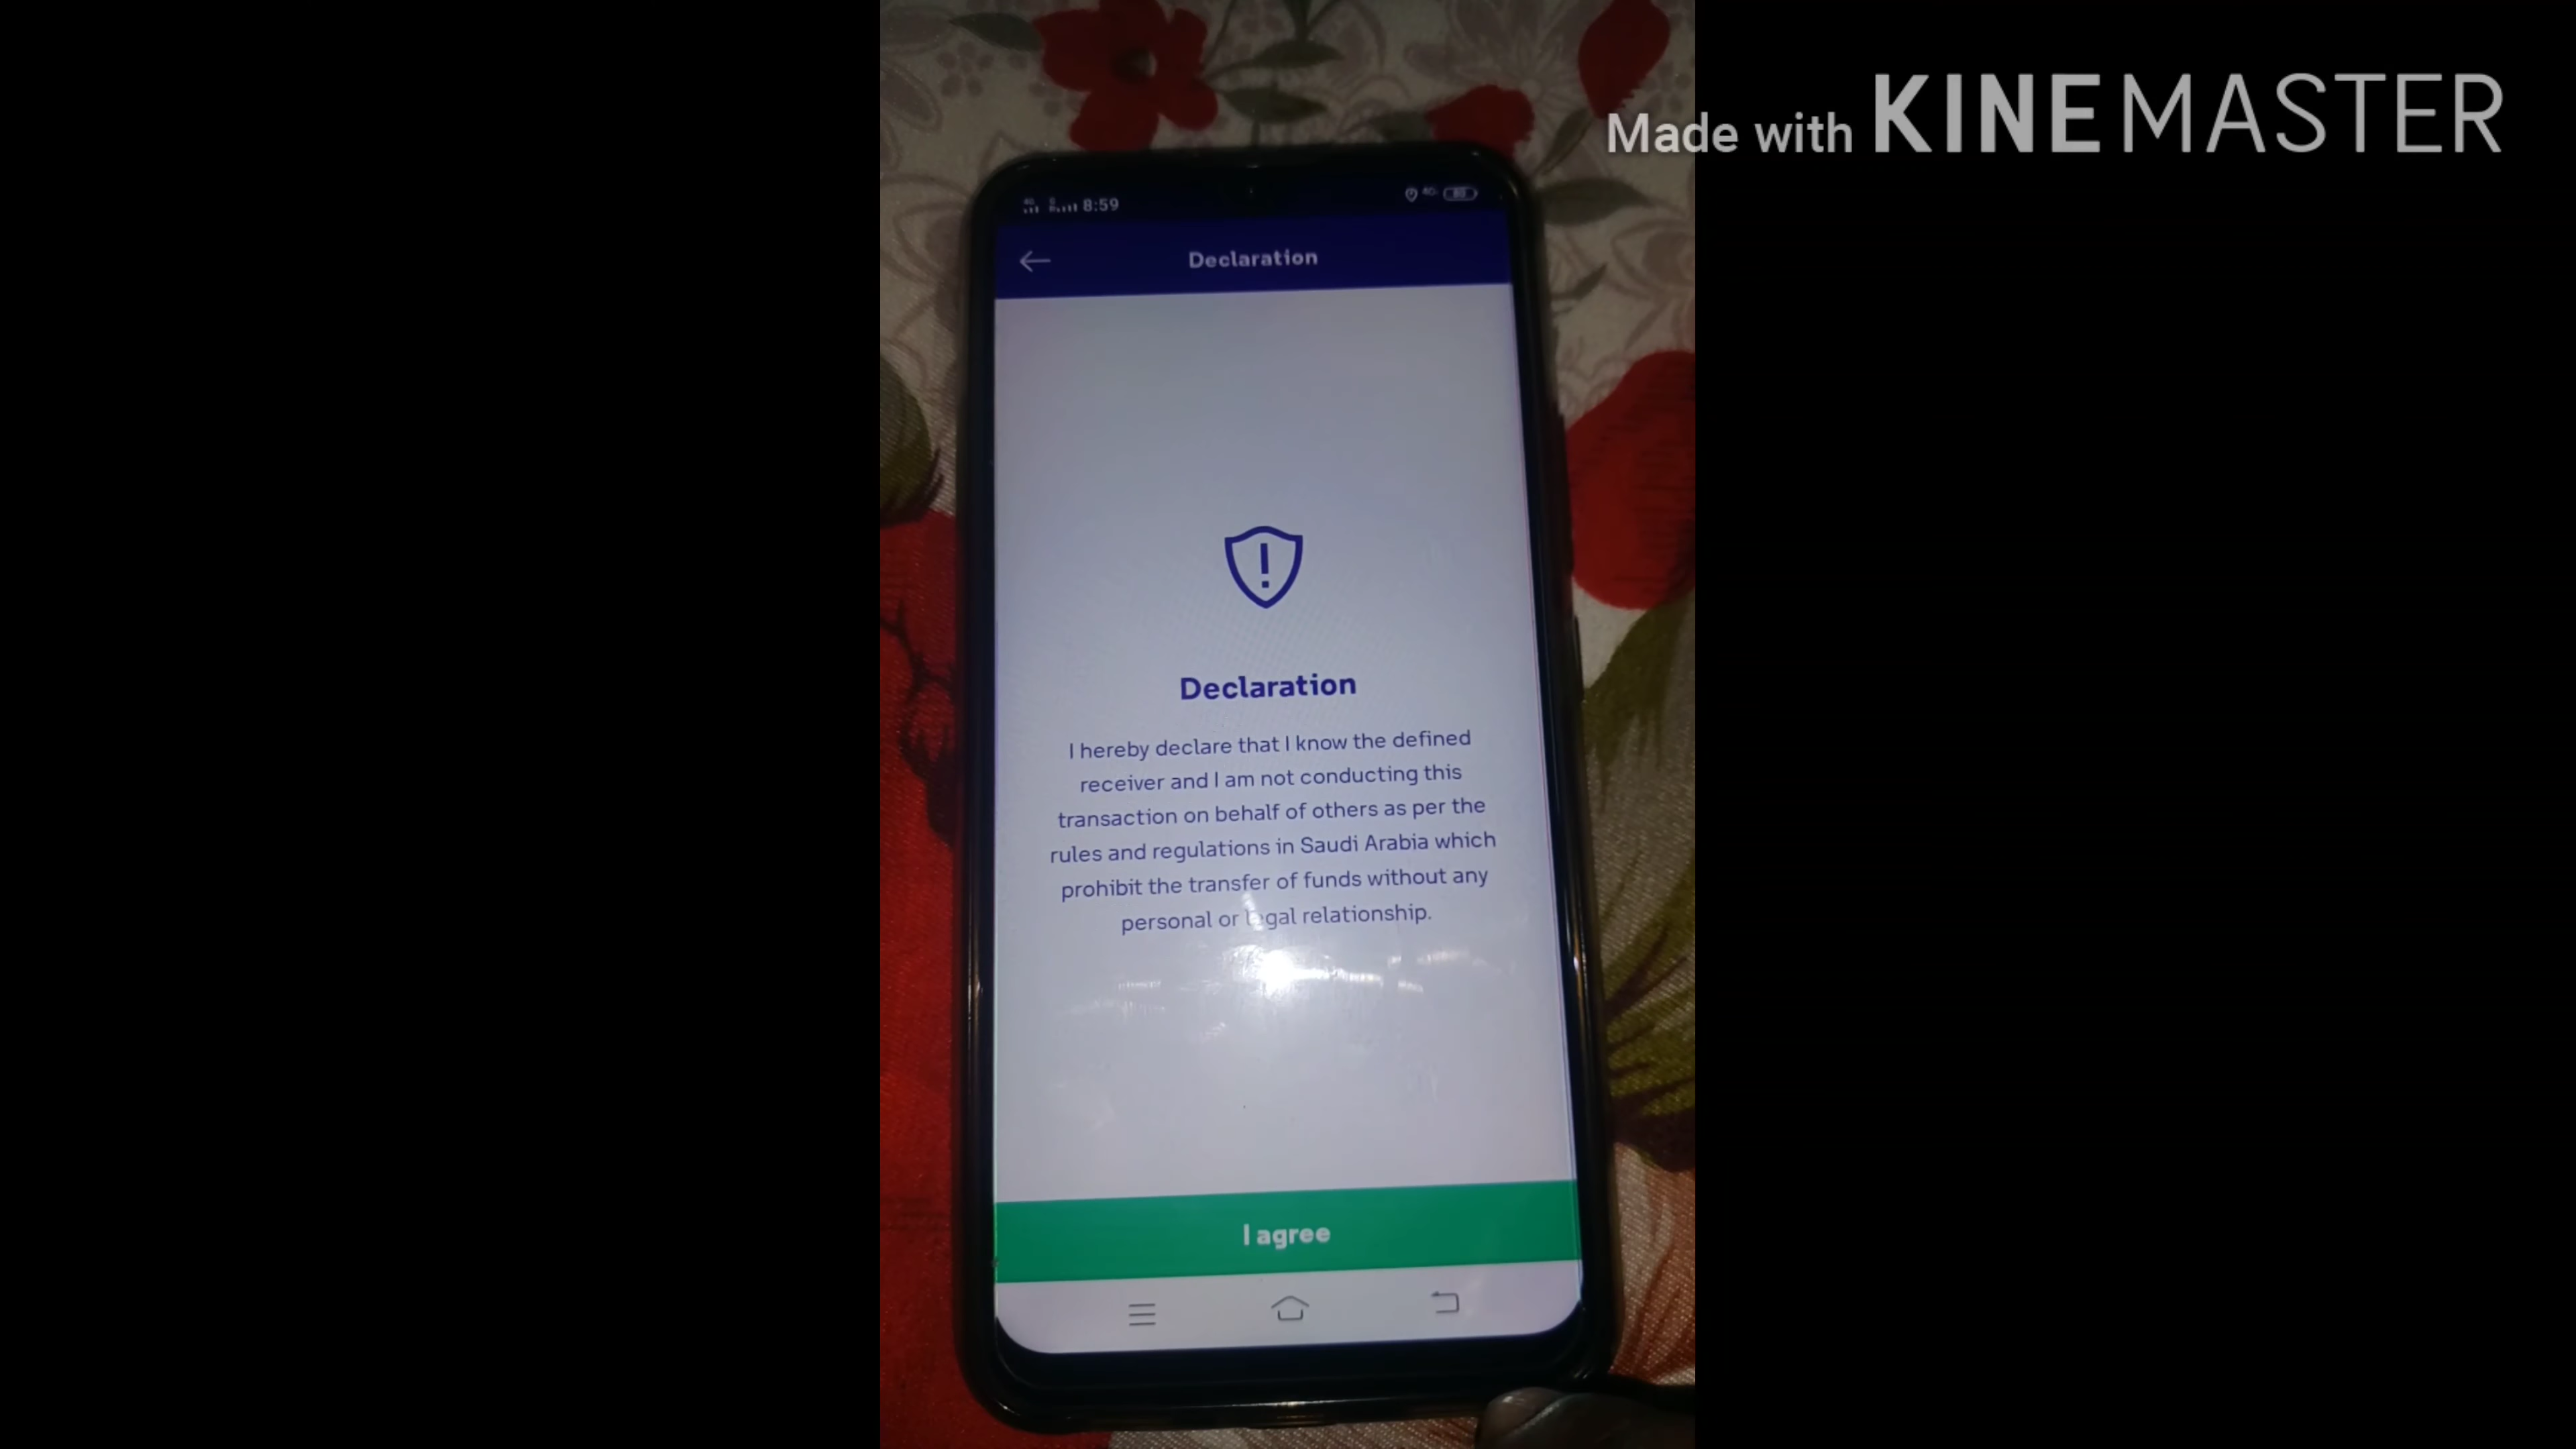 Made with KINEMASTER
8:59
Declaration
Declaration
I hereby declare that I know the defined
receiver and I am not conducting this
transaction on behalf of others as per the
rules and regulations in Saudi Arabia which
prohibit the transfer of funds without any
personal or legal relationship.
I agree